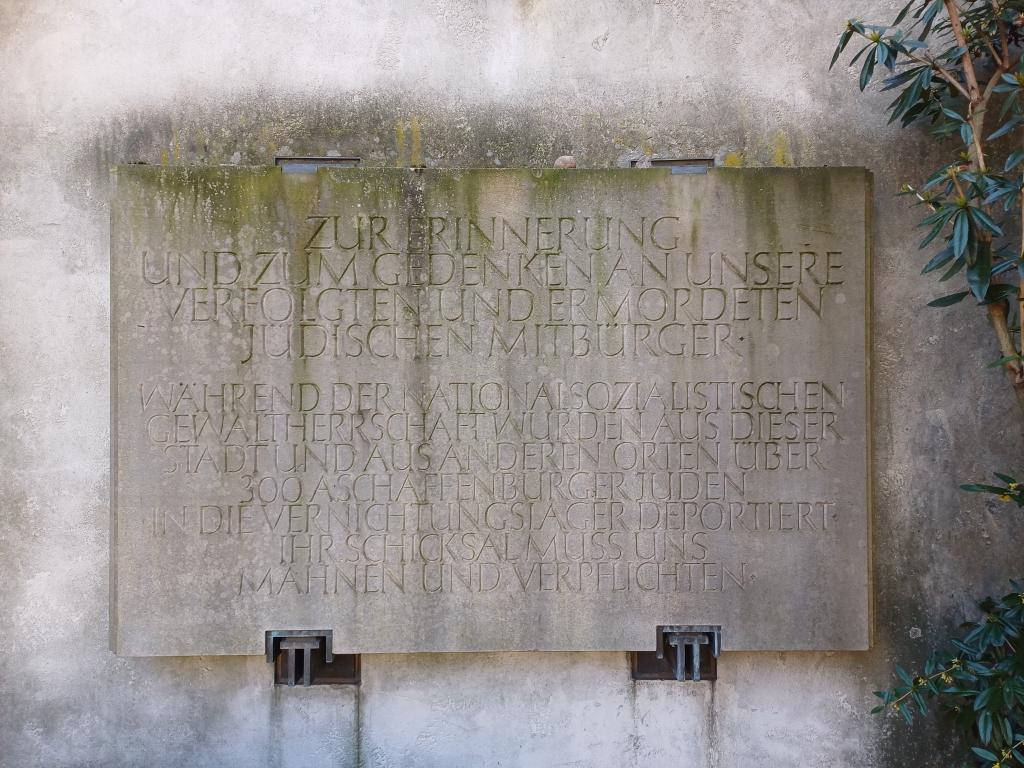 ZUR ERINNERUNG
UND ZUM GEDENKEN AN UNSERE
VERFOLGTEN UND ERMORDETEN
JÜDISCHEN MITBÜRGER·
WÄHREND DER NATIONALSOZIALISTISCHEN
GEWALTHERRSCHAFT WURDEN AUS DIESER
STADT UND AUS ANDEREN ORTEN ÜBER
300 ASCHAFFENBURGER JUDEN
IN DIE VERNICHTUNGSLAGER DEPORTIERT·
IHR SCHICKSAL MUSS UNS
MAHNEN UND VERPFLICHTEN·